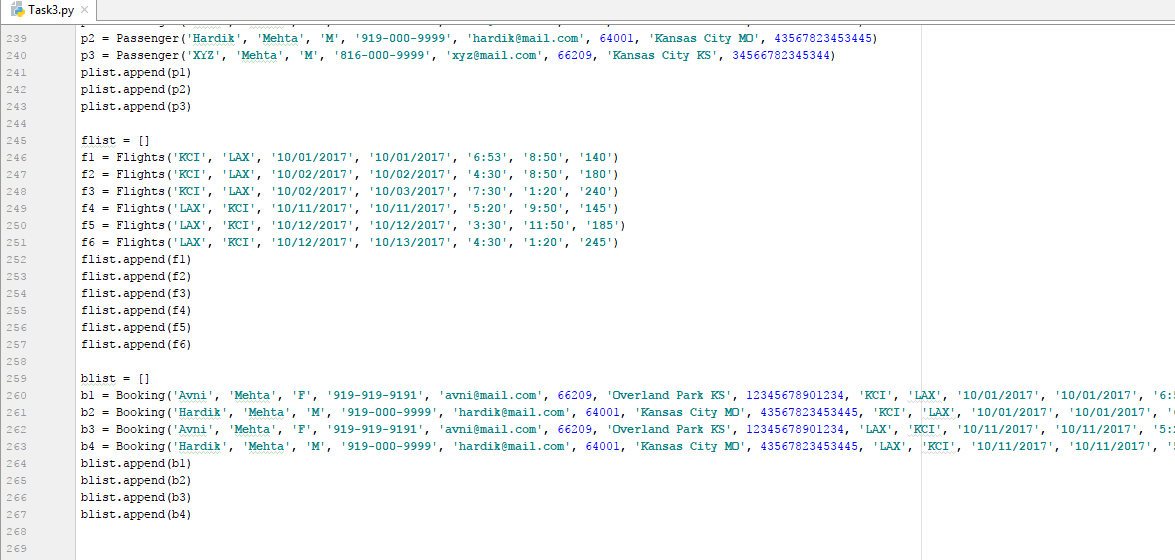 Task3.py
239 p2 = Passenger('Hardik', 'Mehta', 'M', '919-000-9999', 'hardik@mail.com', 64001, 'Kansas City MO', 43567823453445)
240 p3 = Passenger('XYZ', 'Mehta', 'M', '816-000-9999', 'xyz@mail.com', 66209, 'Kansas City KS', 34566782345344)
241 plist.append(p1)
242 plist.append(p2)
243 plist.append(p3)
244
245 flist = []
246 f1 = Flights('KCI', 'LAX', '10/01/2017', '10/01/2017', '6:53', '8:50', '140')
247 f2 = Flights('KCI', 'LAX', '10/02/2017', '10/02/2017', '4:30', '8:50', '180')
248 f3 = Flights('KCI', 'LAX', '10/02/2017', '10/03/2017', '7:30', '1:20', '240')
249 f4 = Flights('LAX', 'KCI', '10/11/2017', '10/11/2017', '5:20', '9:50', '145')
250 f5 = Flights('LAX', 'KCI', '10/12/2017', '10/12/2017', '3:30', '11:50', '185')
251 f6 = Flights('LAX', 'KCI', '10/12/2017', '10/13/2017', '4:30', '1:20', '245')
252 flist.append(f1)
253 flist.append(f2)
254 flist.append(f3)
255 flist.append(f4)
256 flist.append(f5)
257 flist.append(f6)
258
259 blist = []
260 b1 = Booking('Avni', 'Mehta', 'F', '919-919-9191', 'avni@mail.com', 66209, 'Overland Park KS', 12345678901234, 'KCI', 'LAX', '10/01/2017', '10/01/2017', '6:
261 b2 = Booking('Hardik', 'Mehta', 'M', '919-000-9999', 'hardik@mail.com', 64001, 'Kansas City MO', 43567823453445, 'KCI', 'LAX', '10/01/2017', '10/01/2017', '
262 b3 = Booking('Avni', 'Mehta', 'F', '919-919-9191', 'avni@mail.com', 66209, 'Overland Park KS', 12345678901234, 'LAX', 'KCI', '10/11/2017', '10/11/2017', '5:
263 b4 = Booking('Hardik', 'Mehta', 'M', '919-000-9999', 'hardik@mail.com', 64001, 'Kansas City MO', 43567823453445, 'LAX', 'KCI', '10/11/2017', '10/11/2017', '
264 blist.append(b1)
265 blist.append(b2)
266 blist.append(b3)
267 blist.append(b4)
268
269